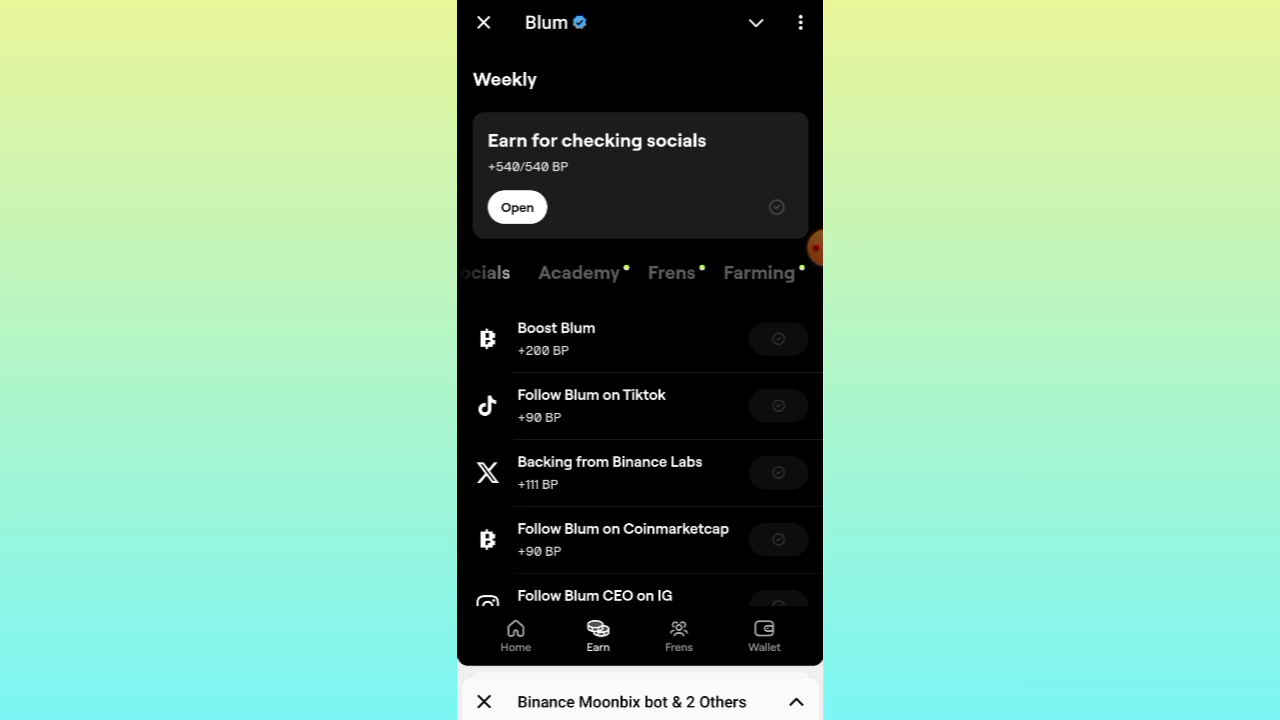 Blum
Weekly
Earn for checking socials
+540/540 BP
Open
ocials Academy Frens Farming
Boost Blum
+200 BP
Follow Blum on Tiktok
+90 BP
Backing from Binance Labs
+111 BP
Follow Blum on Coinmarketcap
+90 BP
Follow Blum CEO on IG
Home Earn Frens Wallet
Binance Moonbix bot & 2 Others